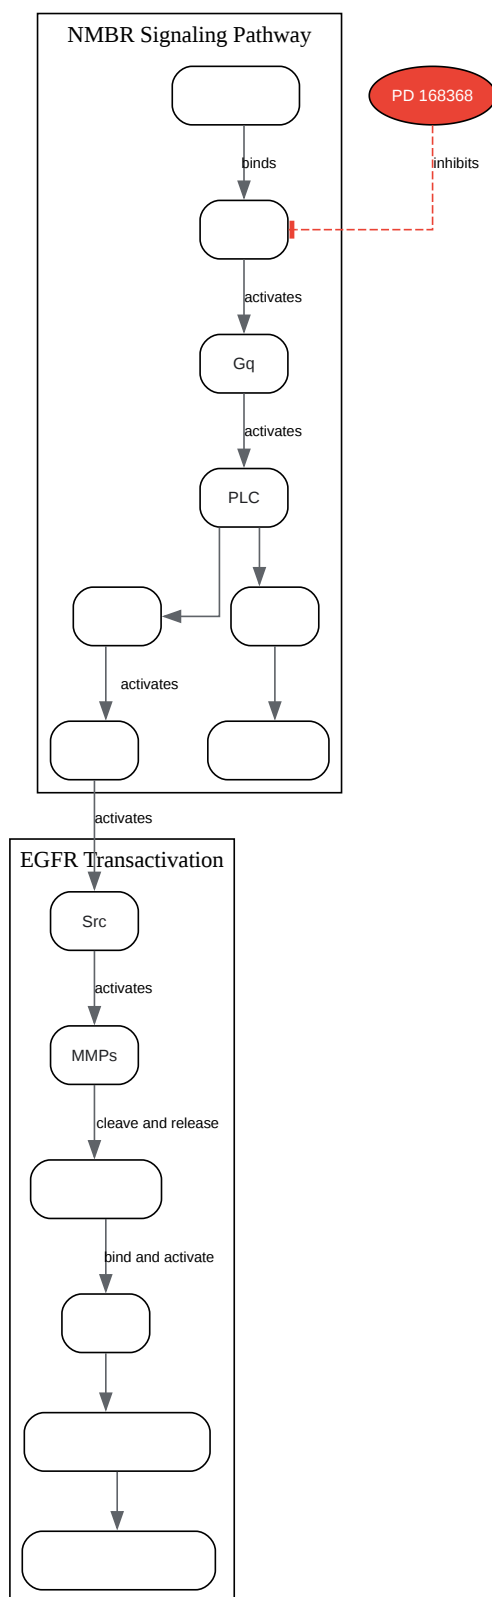 NMBR Signaling Pathway
PD 168368
binds
inhibits
activates
Gq
activates
PLC
activates
activates
EGFR Transactivation
Src
activates
MMPs
cleave and release
bind and activate